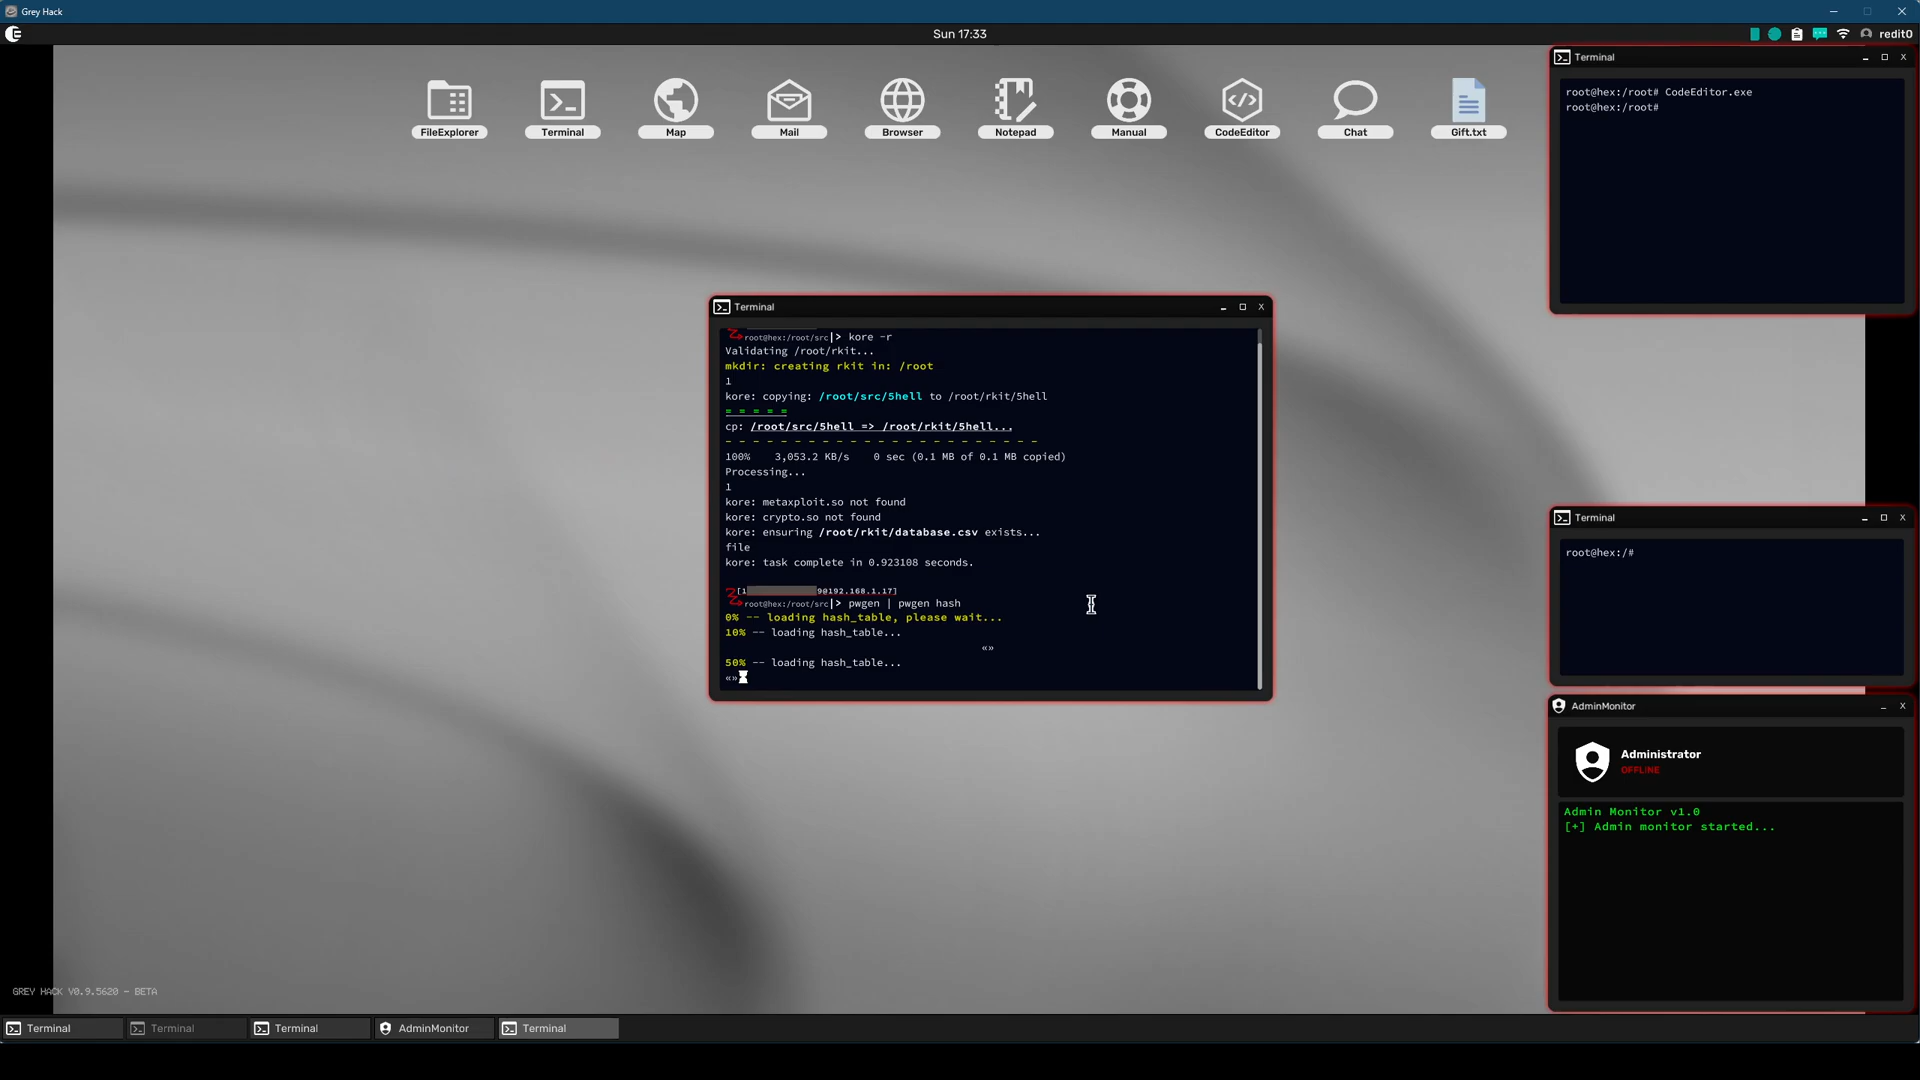 Grey Hack
Sun 17:33
redit0
FileExplorer
Terminal
Map
Mail
Browser
Notepad
Manual
CodeEditor
Chat
Gift.txt
Terminal
root@hex:/root# CodeEditor.exe
root@hex:/root#
Terminal
root@hex:/root/src|> kore -r
Validating /root/rkit...
mkdir: creating rkit in: /root
1
kore: copying: /root/src/5hell to /root/rkit/5hell
= = = = =
cp: /root/src/5hell => /root/rkit/5hell...
- - - - - - - - - - - - - - - - - - - - -
100% 3,053.2 KB/s 0 sec (0.1 MB of 0.1 MB copied)
Processing...
1
kore: metaxploit.so not found
kore: crypto.so not found
kore: ensuring /root/rkit/database.csv exists...
file
kore: task complete in 0.923108 seconds.
[1 9@192.168.1.17]
root@hex:/root/src|> pwgen | pwgen hash
0% -- loading hash_table, please wait...
10% -- loading hash_table...
«»
50% -- loading hash_table...
«»
Terminal
root@hex:/#
AdminMonitor
Administrator
OFFLINE
Admin Monitor v1.0
[+] Admin monitor started...
GREY HACK V0.9.5620 - BETA
Terminal
Terminal
Terminal
AdminMonitor
Terminal